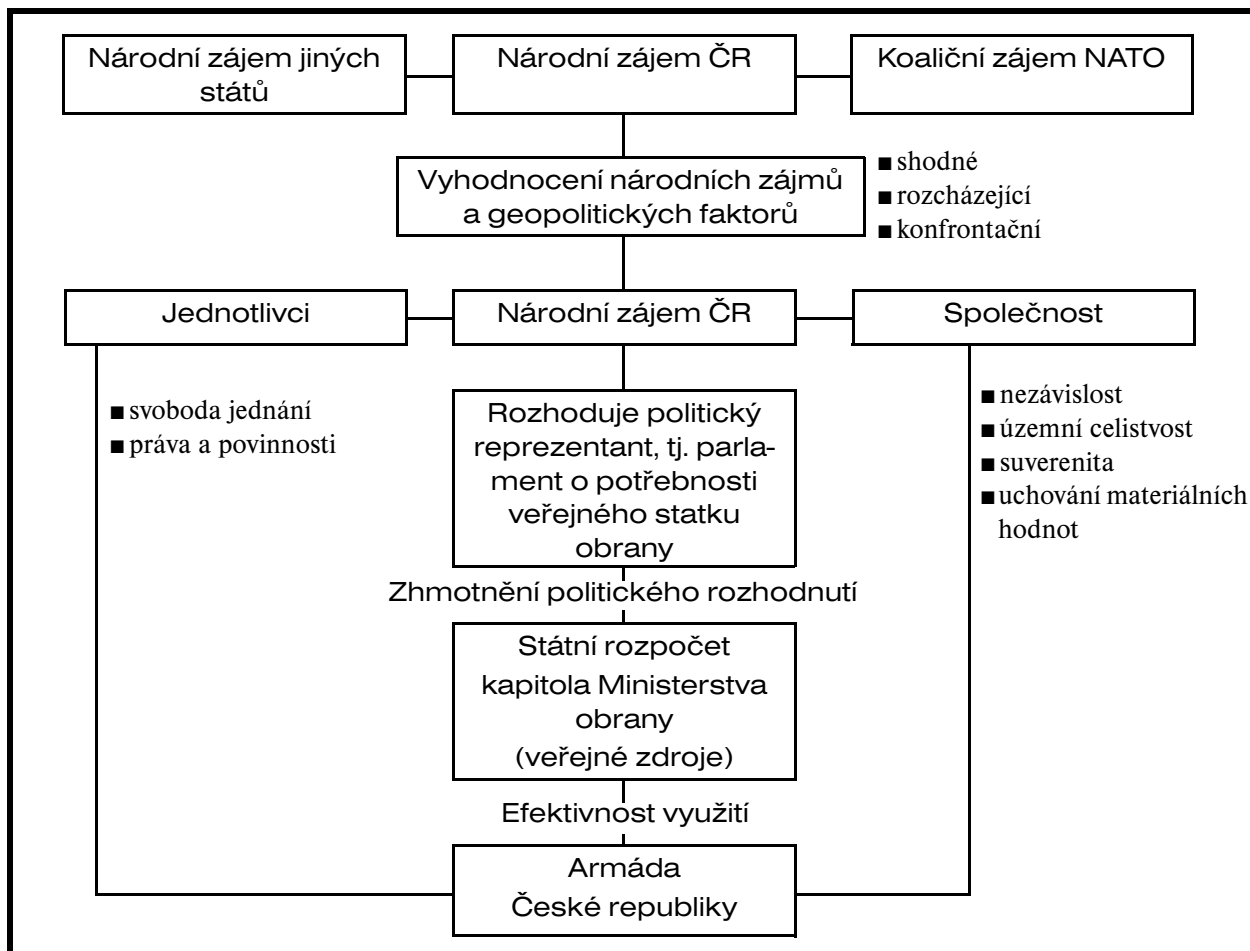 Národní zájem jiných
států
Národní zájem ČR
Koaliční zájem NATO
Vyhodnocení národních zájmů
a geopolitických faktorů
■ shodné
■ rozcházející
■ konfrontační
Jednotlivci
Národní zájem ČR
Společnost
■ svoboda jednání
■ práva a povinnosti
Rozhoduje politický
reprezentant, tj. parla-
ment o potřebnosti
veřejného statku
obrany
■ nezávislost
■ územní celistvost
■ suverenita
■ uchování materiálních
hodnot
Zhmotnění politického rozhodnutí
Státní rozpočet
kapitola Ministerstva
obrany
(veřejné zdroje)
Efektivnost využití
Armáda
České republiky